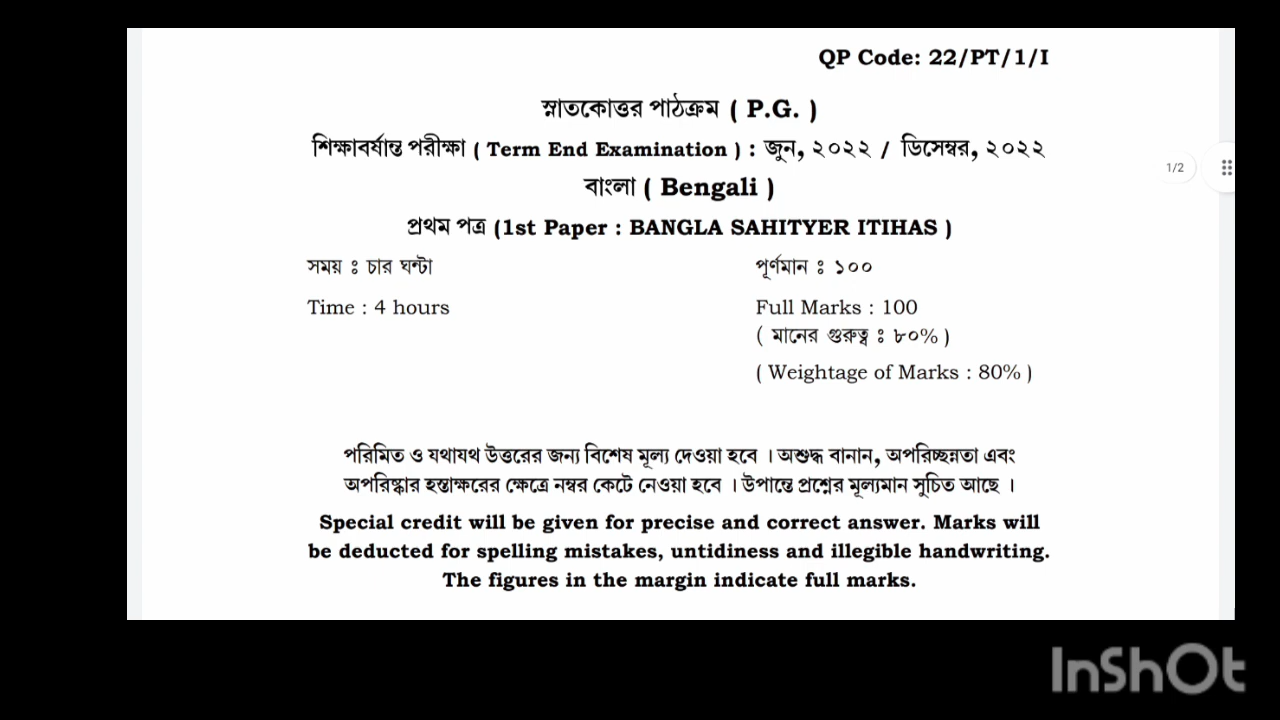 QP Code: 22/PT/1/I
স্নাতকোত্তর পাঠক্রম ( P.G. )
শিক্ষাবর্ষান্ত পরীক্ষা ( Term End Examination ) : জুন, ২০২২ / ডিসেম্বর, ২০২২
বাংলা ( Bengali )
1/2
প্রথম পত্র (1st Paper : BANGLA SAHITYER ITIHAS )
সময় ঃ চার ঘন্টা পূর্ণমান ঃ ১০০
Time : 4 hours Full Marks : 100
( মানের গুরুত্ব ঃ ৮০% )
( Weightage of Marks : 80% )
পরিমিত ও যথাযথ উত্তরের জন্য বিশেষ মূল্য দেওয়া হবে । অশুদ্ধ বানান, অপরিচ্ছন্নতা এবং
অপরিষ্কার হস্তাক্ষরের ক্ষেত্রে নম্বর কেটে নেওয়া হবে । উপান্তে প্রশ্নের মূল্যমান সূচিত আছে ।
Special credit will be given for precise and correct answer. Marks will
be deducted for spelling mistakes, untidiness and illegible handwriting.
The figures in the margin indicate full marks.
InShOt